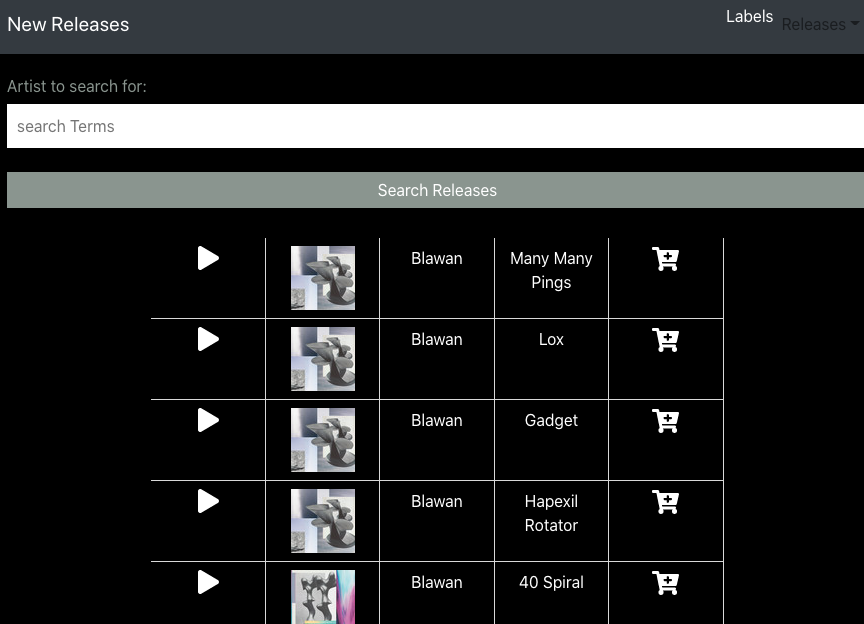 New Releases
Labels
Releases
Artist to search for:
search Terms
Search Releases
Blawan
Many Many
Pings
Blawan
Lox
Blawan
Gadget
Blawan
Hapexil
Rotator
Blawan
40 Spiral